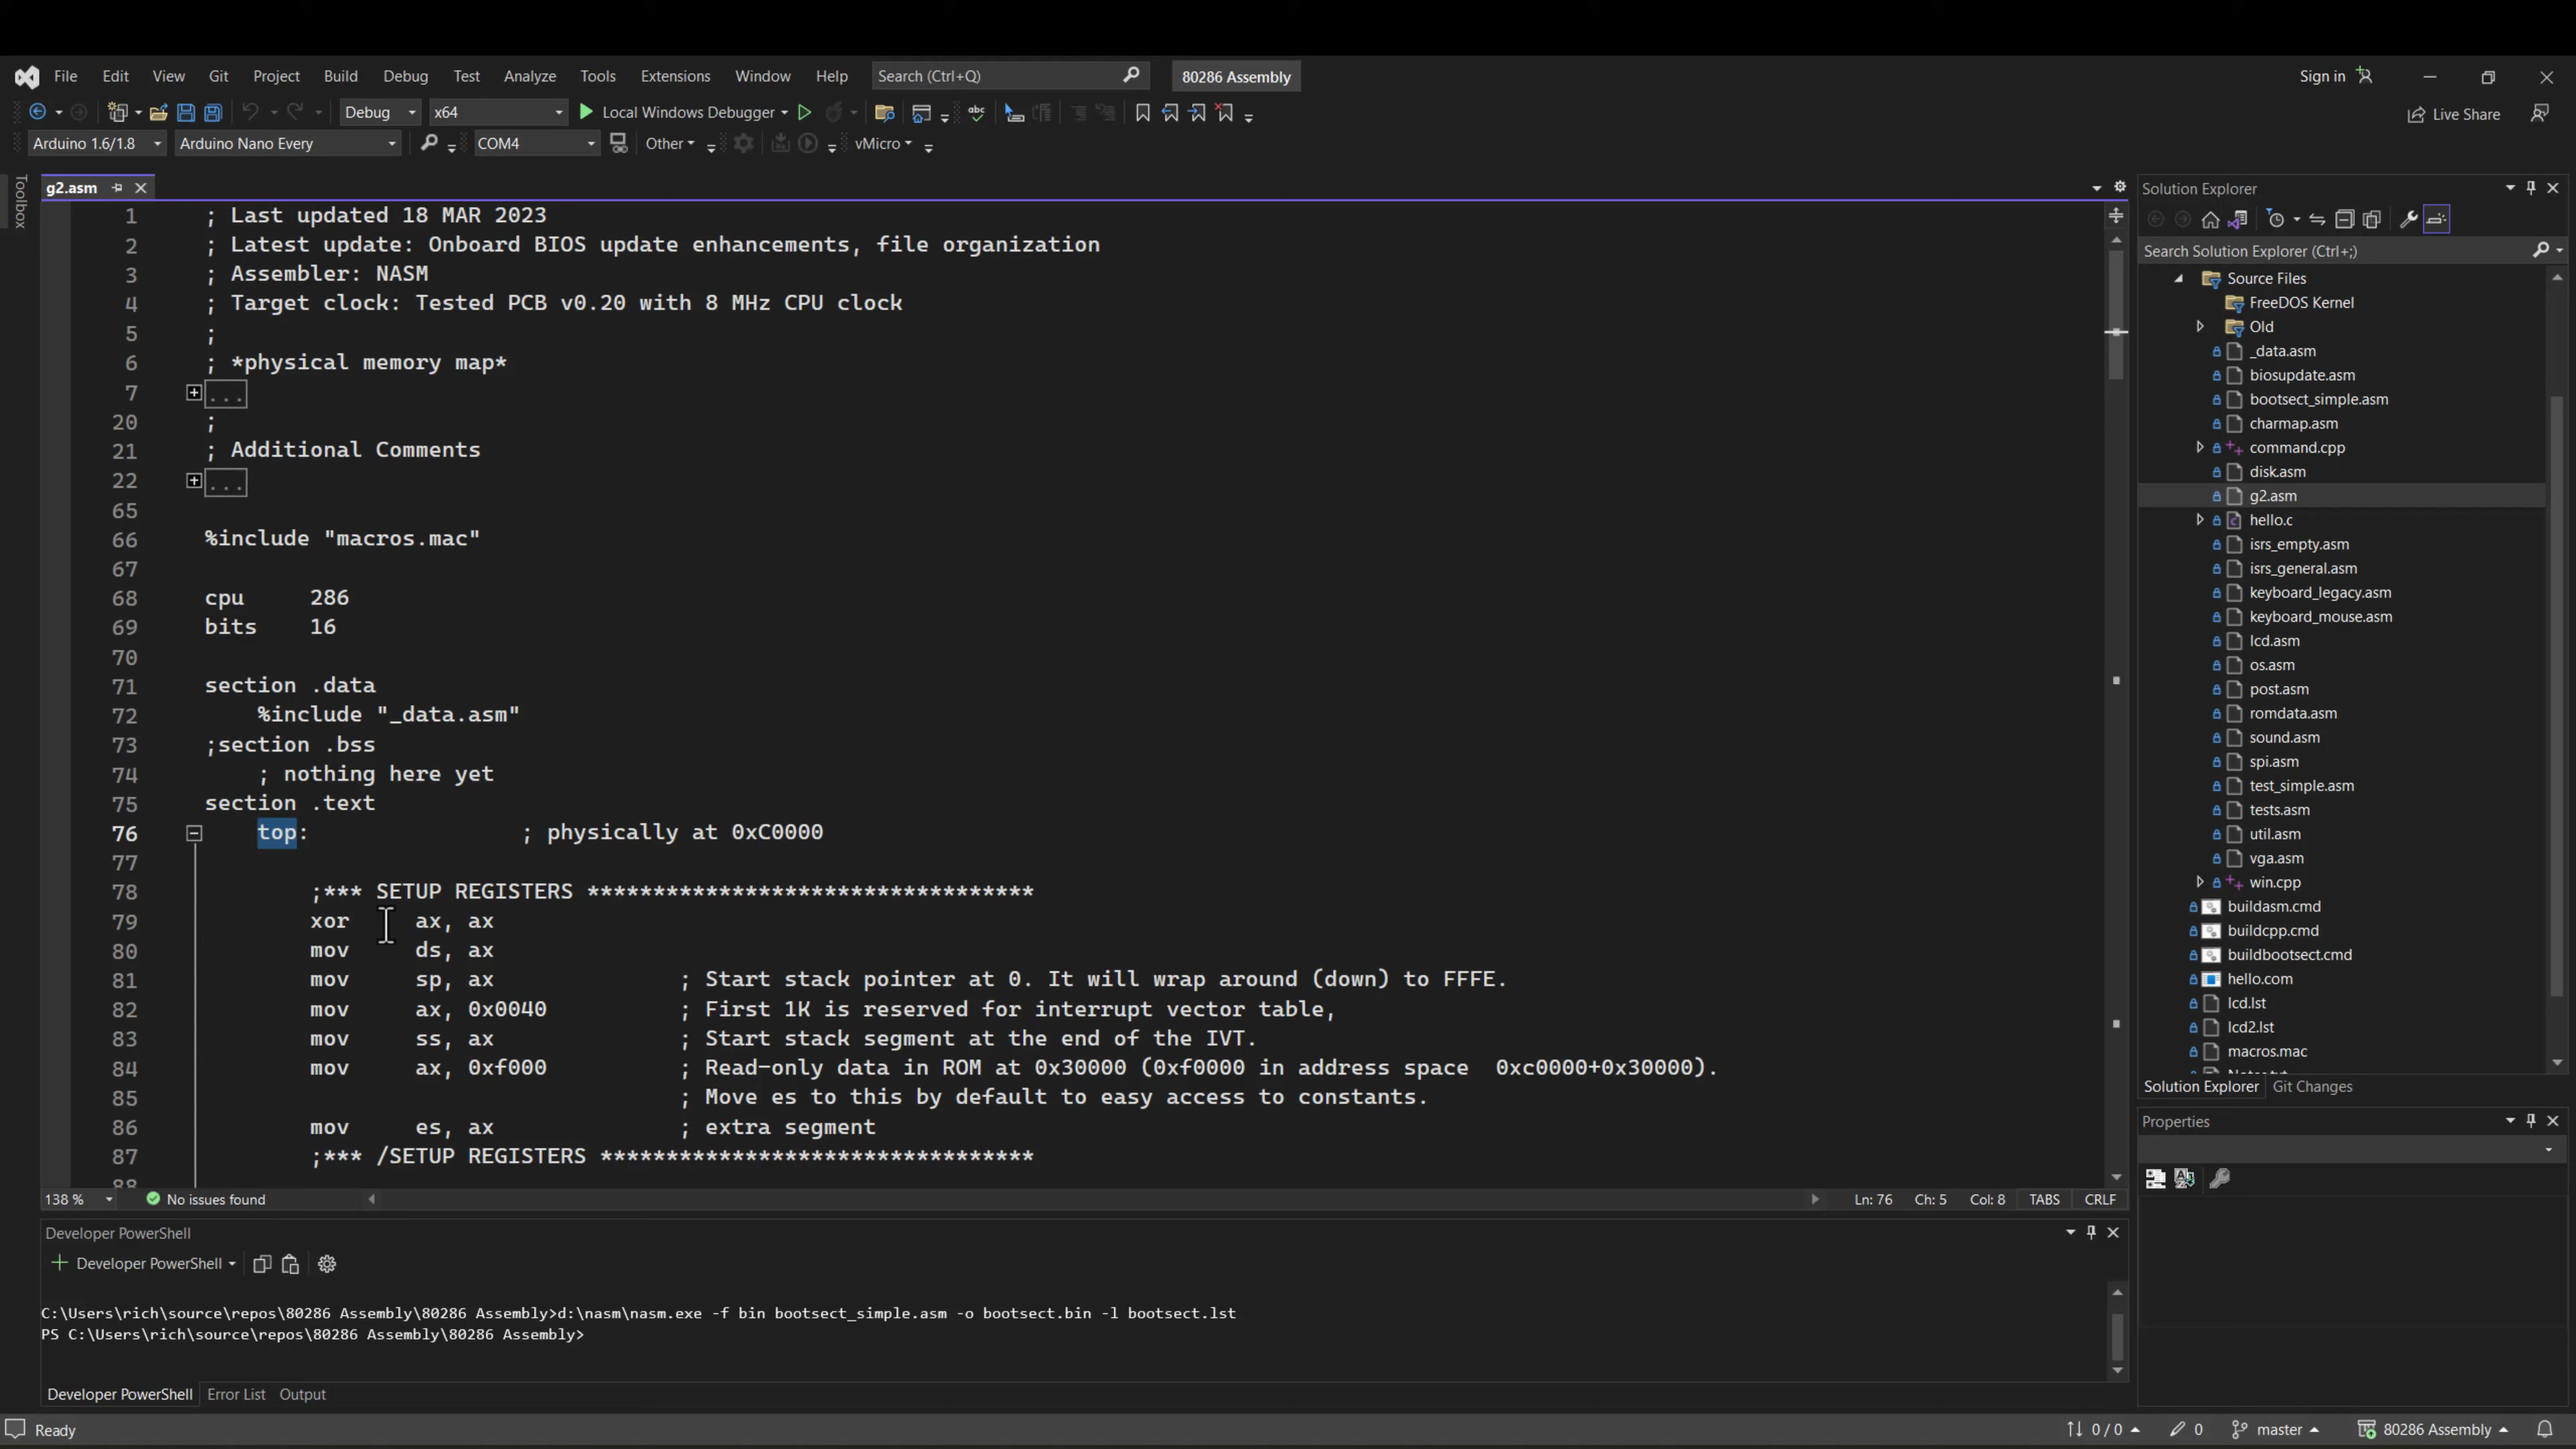 File Edit View Git Project Build Debug Test Analyze Tools Extensions Window Help Search (Ctrl+Q) 80286 Assembly Sign in
Debug x64 Local Windows Debugger Live Share
Arduino 1.6/1.8 Arduino Nano Every COM4 Other vMicro
Toolbox
g2.asm
1 ; Last updated 18 MAR 2023
2 ; Latest update: Onboard BIOS update enhancements, file organization
3 ; Assembler: NASM
4 ; Target clock: Tested PCB v0.20 with 8 MHz CPU clock
5 ;
6 ; *physical memory map*
7 ...
20 ;
21 ; Additional Comments
22 ...
65
66 %include "macros.mac"
67
68 cpu 286
69 bits 16
70
71 section .data
72 %include "_data.asm"
73 ;section .bss
74 ; nothing here yet
75 section .text
76 top: ; physically at 0xC0000
77
78 ;*** SETUP REGISTERS **********************************
79 xor ax, ax
80 mov ds, ax
81 mov sp, ax ; Start stack pointer at 0. It will wrap around (down) to FFFE.
82 mov ax, 0x0040 ; First 1K is reserved for interrupt vector table,
83 mov ss, ax ; Start stack segment at the end of the IVT.
84 mov ax, 0xf000 ; Read-only data in ROM at 0x30000 (0xf0000 in address space 0xc0000+0x30000).
85 ; Move es to this by default to easy access to constants.
86 mov es, ax ; extra segment
87 ;*** /SETUP REGISTERS *********************************
88
138 % No issues found Ln: 76 Ch: 5 Col: 8 TABS CRLF
Developer PowerShell
Developer PowerShell
C:\Users\rich\source\repos\80286 Assembly\80286 Assembly>d:\nasm\nasm.exe -f bin bootsect_simple.asm -o bootsect.bin -l bootsect.lst
PS C:\Users\rich\source\repos\80286 Assembly\80286 Assembly>
Developer PowerShell Error List Output
Solution Explorer
Search Solution Explorer (Ctrl+;)
Source Files
FreeDOS Kernel
Old
_data.asm
biosupdate.asm
bootsect_simple.asm
charmap.asm
command.cpp
disk.asm
g2.asm
hello.c
isrs_empty.asm
isrs_general.asm
keyboard_legacy.asm
keyboard_mouse.asm
lcd.asm
os.asm
post.asm
romdata.asm
sound.asm
spi.asm
test_simple.asm
tests.asm
util.asm
vga.asm
win.cpp
buildasm.cmd
buildcpp.cmd
buildbootsect.cmd
hello.com
lcd.lst
lcd2.lst
macros.mac
Solution Explorer Git Changes
Properties
Ready 0 / 0 0 master 80286 Assembly